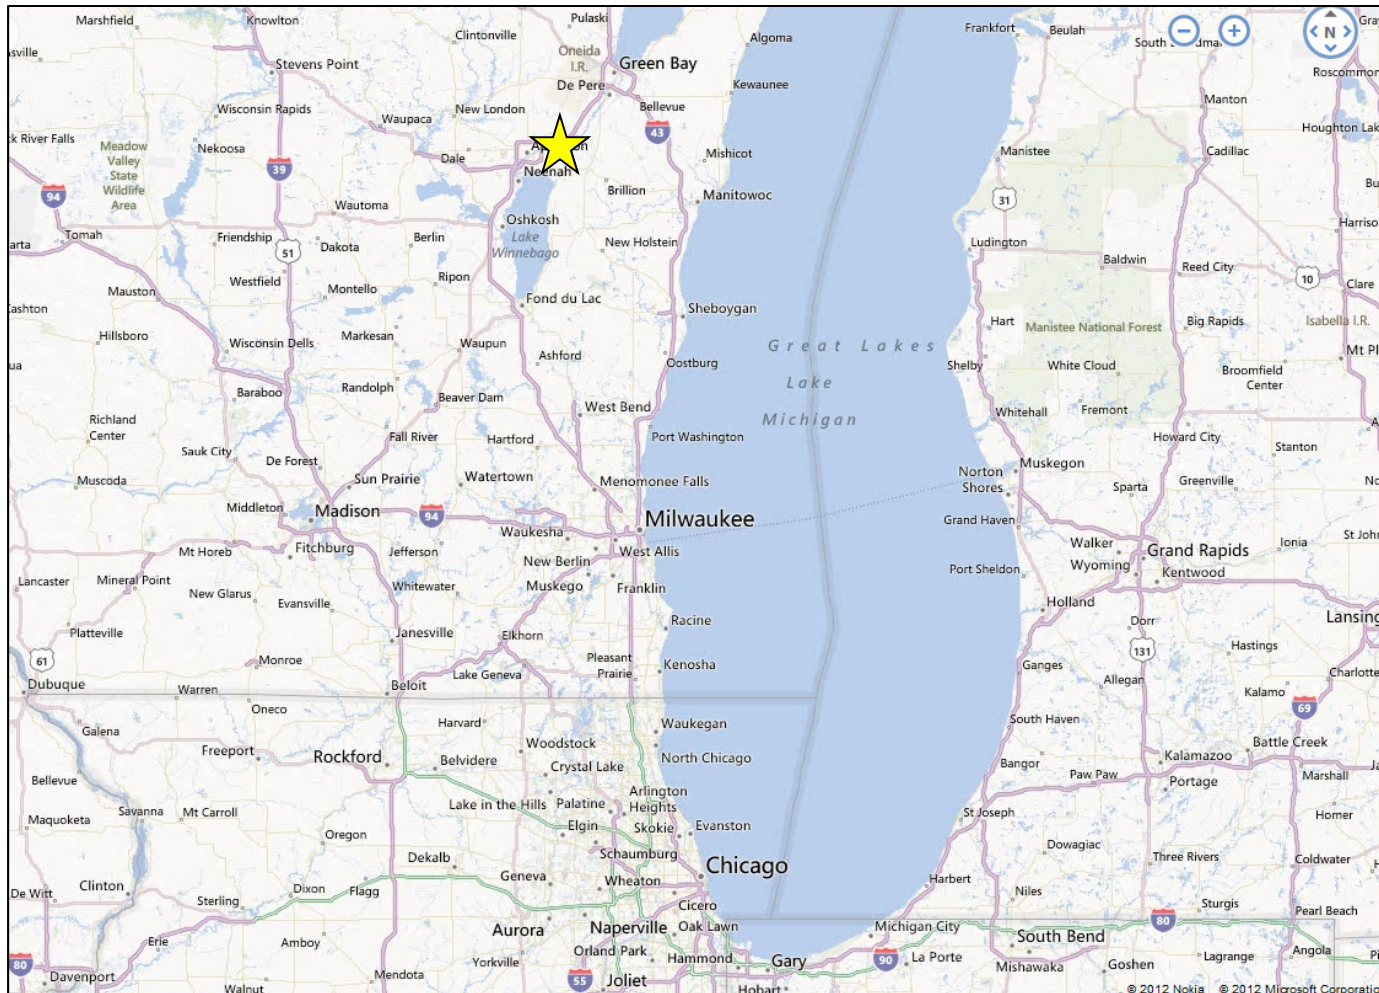 Marshfield
Knowlton
Pulaski
Clintonville
Algoma
Frankfort
Beulah
Oneida
I.R.
Green Bay
Stevens Point
De Pere
Kewaunee
Roscommon
Wisconsin Rapids
New London
Bellevue
Manton
Waupaca
43
Houghton Lak
ck River Falls
Meadow
Valley
State
Wildlife
Area
Nekoosa
39
Dale
Neenah
Mishicot
Manistee
Cadillac
94
Brillion
Manitowoc
31
Wautoma
Oshkosh
Lake
Winnebago
Tomah
Friendship
51
Dakota
Berlin
New Holstein
Ludington
Baldwin
Reed City
Harriso
10
Clare
Westfield
Ripon
Mauston
Montello
Fond du Lac
Sheboygan
Hart
Manistee National Forest
Big Rapids
Isabella I.R.
Hillsboro
Wisconsin Dells
Markesan
Waupun
Ashford
Oostburg
Great Lakes
Lake
Michigan
Shelby
White Cloud
Broomfield
Center
Mt Pl
Baraboo
Randolph
Beaver Dam
West Bend
Whitehall
Fremont
Richland
Center
Sauk City
De Forest
Fall River
Hartford
Port Washington
Howard City
Stanton
Muscoda
Sun Prairie
Watertown
Menomonee Falls
Norton
Shores
Muskegon
Sparta
Greenville
Middleton
Madison
94
Waukesha
Milwaukee
Grand Haven
Mt Horeb
Fitchburg
Jefferson
New Berlin
West Allis
Walker
Wyoming
Grand Rapids
Kentwood
Ionia
St John
Lancaster
Mineral Point
New Glarus
Evansville
Whitewater
Muskego
Franklin
Port Sheldon
Holland
Platteville
Janesville
Elkhorn
Racine
Dorr
Lansing
61
Monroe
Lake Geneva
Pleasant
Prairie
Kenosha
Ganges
131
Hastings
Dubuque
Warren
Beloit
Allegan
Kalamo
Charlotte
69
Galena
Oneco
Harvard
Waukegan
South Haven
Freeport
Rockford
Belvidere
Woodstock
Crystal Lake
North Chicago
Bangor
Kalamazoo
Battle Creek
Bellevue
Paw Paw
Portage
Marshall
Maquoketa
Savanna
Mt Carroll
Lake in the Hills
Palatine
Arlington
Heights
St Joseph
Homer
Oregon
Elgin
Skokie
Evanston
Dowagiac
Three Rivers
Coldwater
Dekalb
Schaumburg
Chicago
De Witt
Clinton
Sterling
Dixon
Flagg
Geneva
Wheaton
Cicero
Harbert
Niles
Sturgis
Pearl Beach
Erie
Amboy
Aurora
Naperville
Oak Lawn
Michigan City
South Bend
80
Angola
80
Davenport
Walnut
Mendota
Yorkville
Orland Park
55
Joliet
Hammond
Gary
Hobart
90
La Porte
Mishawaka
Goshen
Lagrange
N
© 2012 Nokia © 2012 Microsoft Corporatio